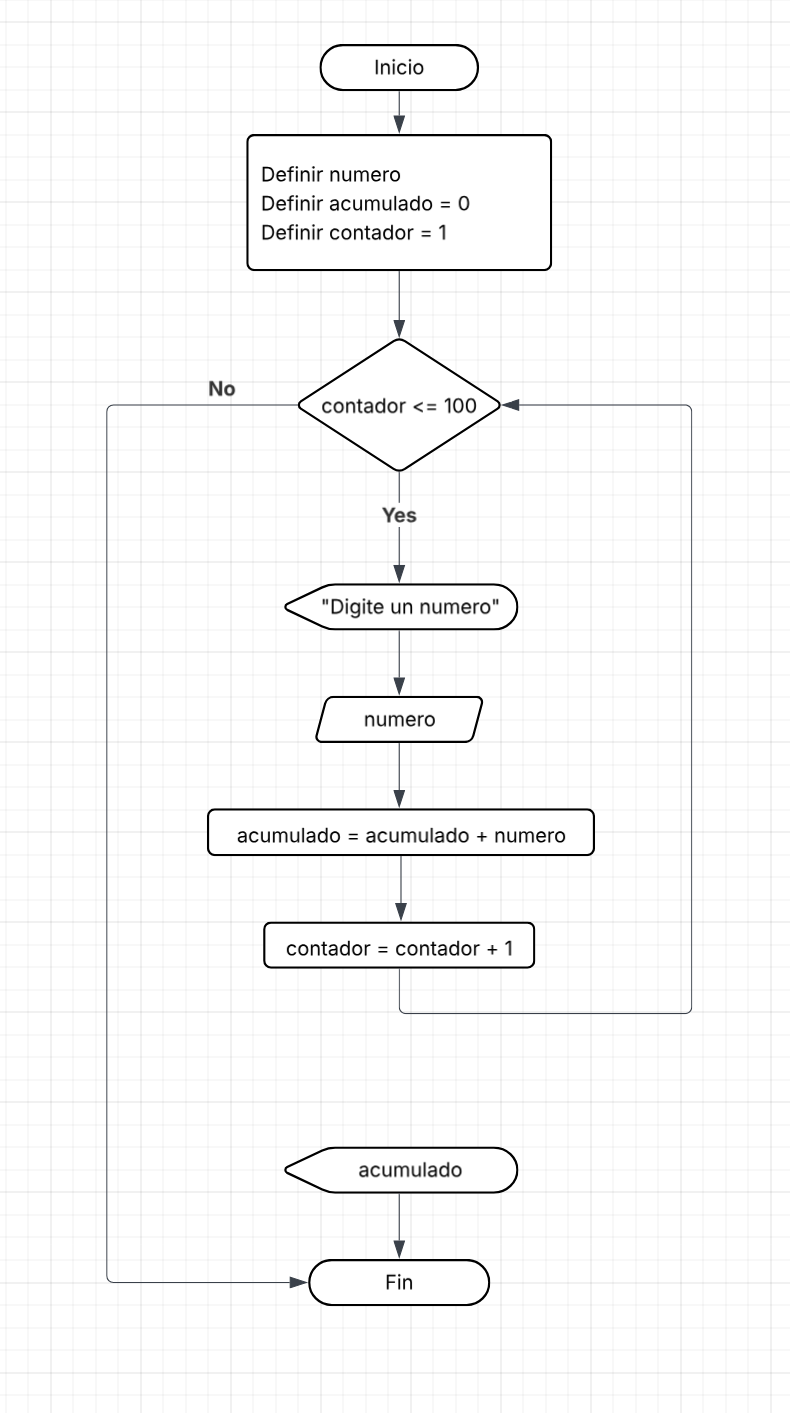 Inicio
Definir numero
Definir acumulado = 0
Definir contador = 1
No
contador <= 100
Yes
"Digite un numero"
numero
acumulado = acumulado + numero
contador = contador + 1
acumulado
Fin